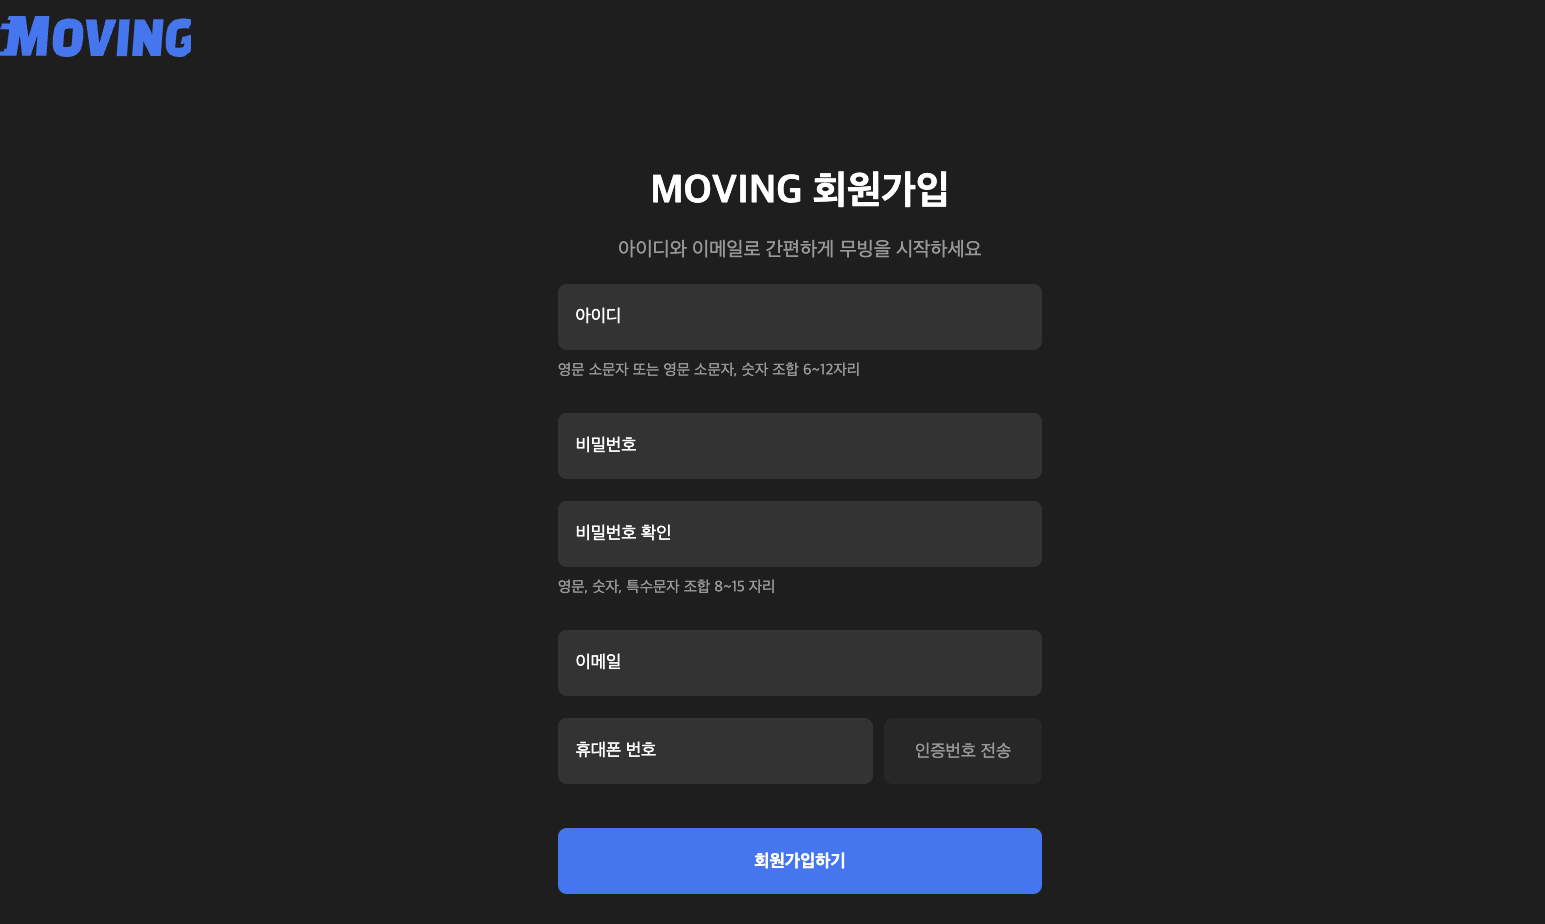 MOVING
MOVING 회원가입
아이디와 이메일로 간편하게 무빙을 시작하세요
아이디
영문 소문자 또는 영문 소문자, 숫자 조합 6~12자리
비밀번호
비밀번호 확인
영문, 숫자, 특수문자 조합 8~15 자리
이메일
휴대폰 번호
인증번호 전송
회원가입하기